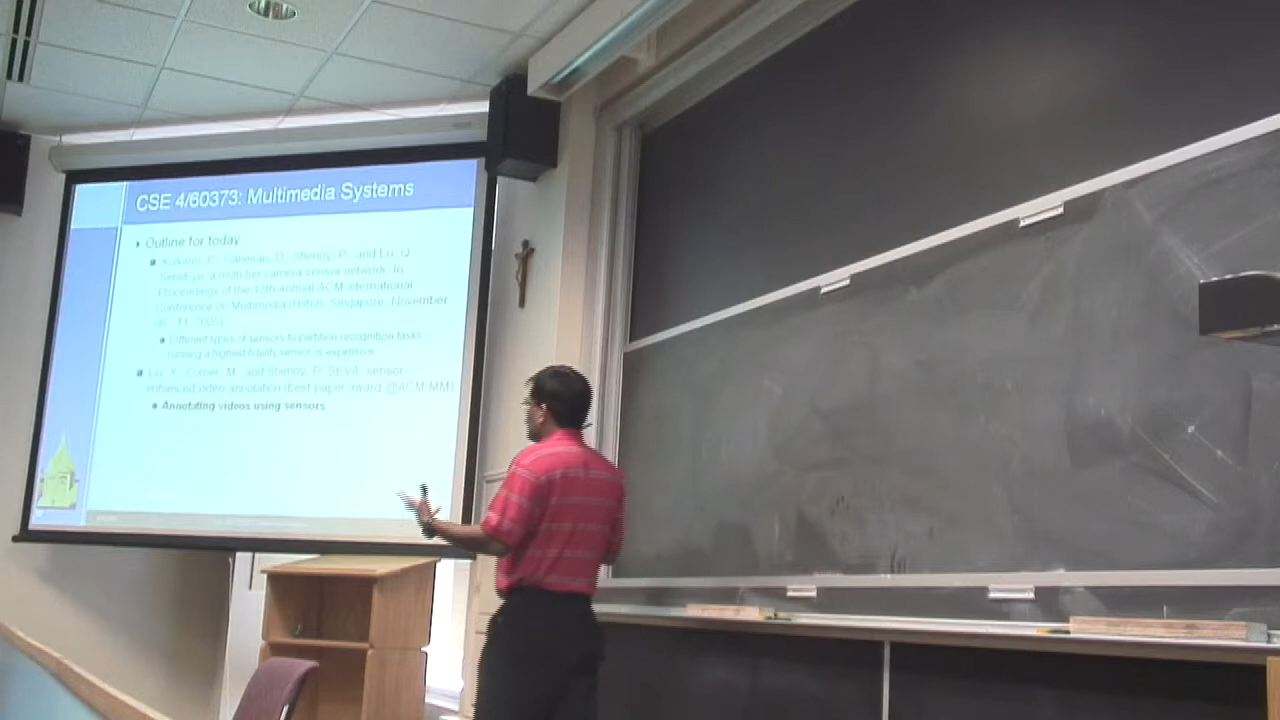 CSE 4/60373: Multimedia Systems
Outline for today
Kulkarni, P., Ganesan, D., Shenoy, P., and Lu, Q.
SensEye: a multi-tier camera sensor network. In
Proceedings of the 13th Annual ACM international
Conference on Multimedia (Hilton, Singapore, November
06 - 11, 2005)
Different types of sensors to partition recognition tasks –
running a highest fidelity sensor is expensive
Liu, X., Corner, M., and Shenoy, P. SEVA: sensor-
enhanced video annotation (best paper award @ACM MM)
Annotating videos using sensors